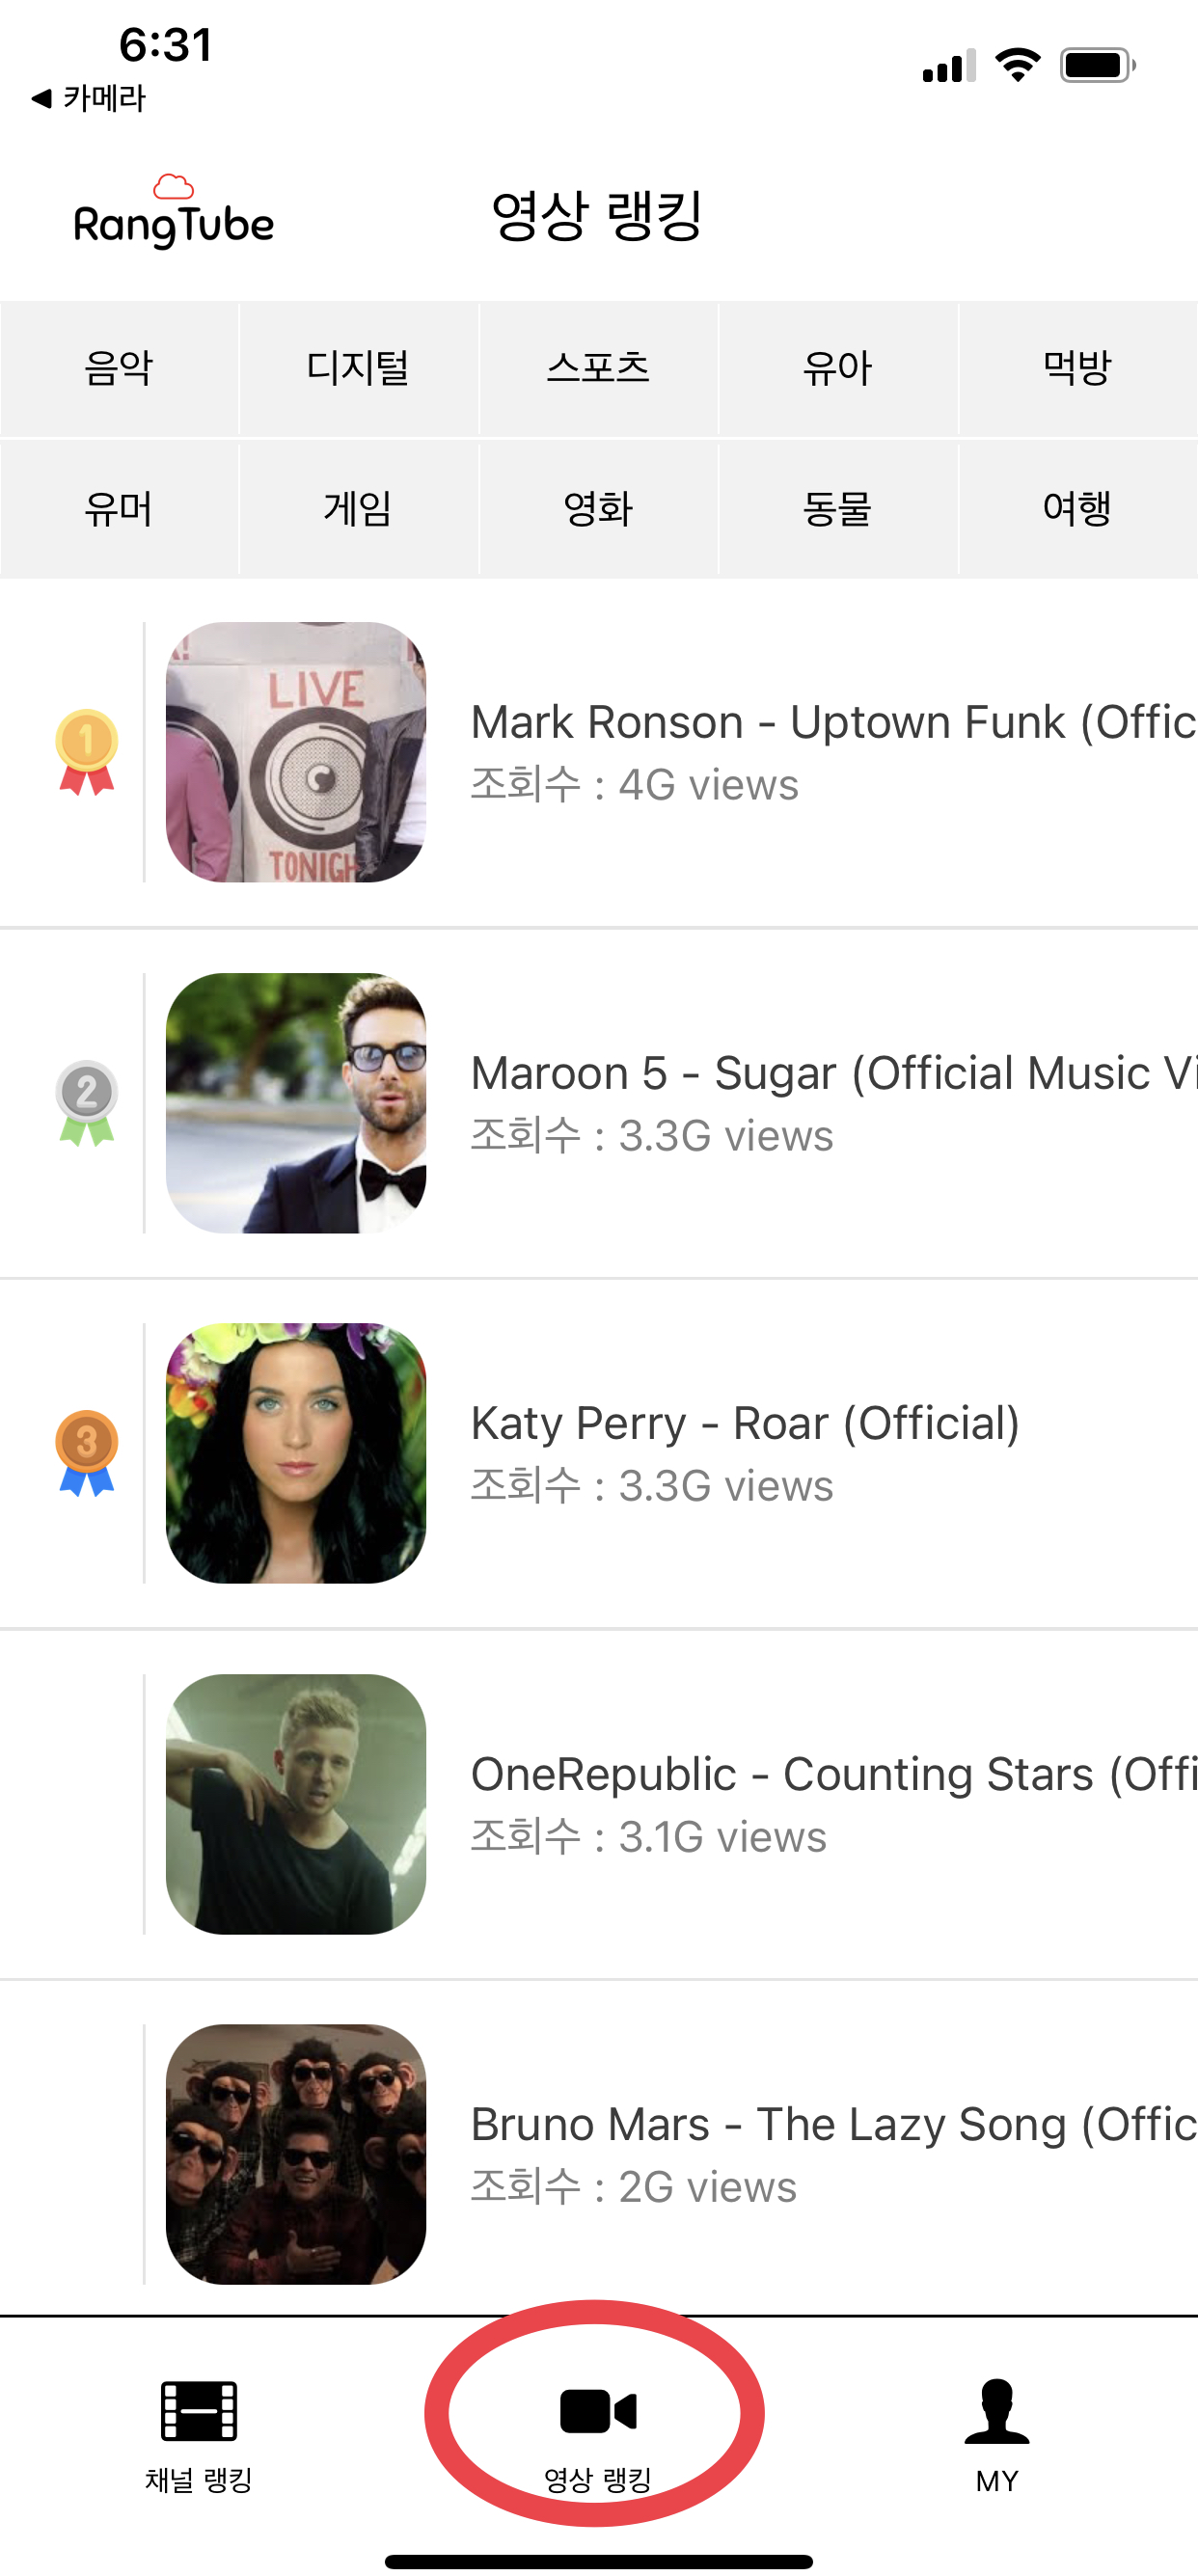 6:31
◀ 카메라
RangTube
영상 랭킹
음악 디지털 스포츠 유아 먹방
유머 게임 영화 동물 여행
1
LIVE
TONIGH
Mark Ronson - Uptown Funk (Offic
조회수 : 4G views
2
Maroon 5 - Sugar (Official Music Vi
조회수 : 3.3G views
3
Katy Perry - Roar (Official)
조회수 : 3.3G views
OneRepublic - Counting Stars (Offi
조회수 : 3.1G views
Bruno Mars - The Lazy Song (Offic
조회수 : 2G views
채널 랭킹 영상 랭킹 MY